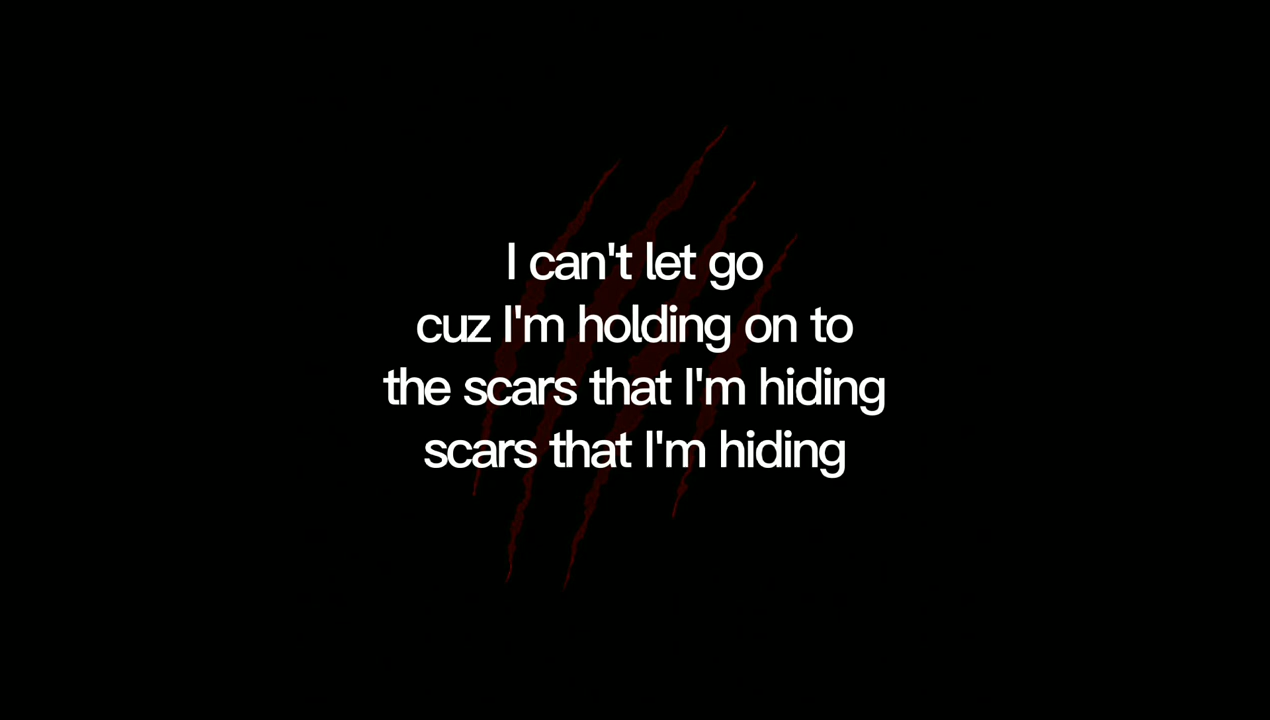 I can't let go
cuz I'm holding on to
the scars that I'm hiding
scars that I'm hiding